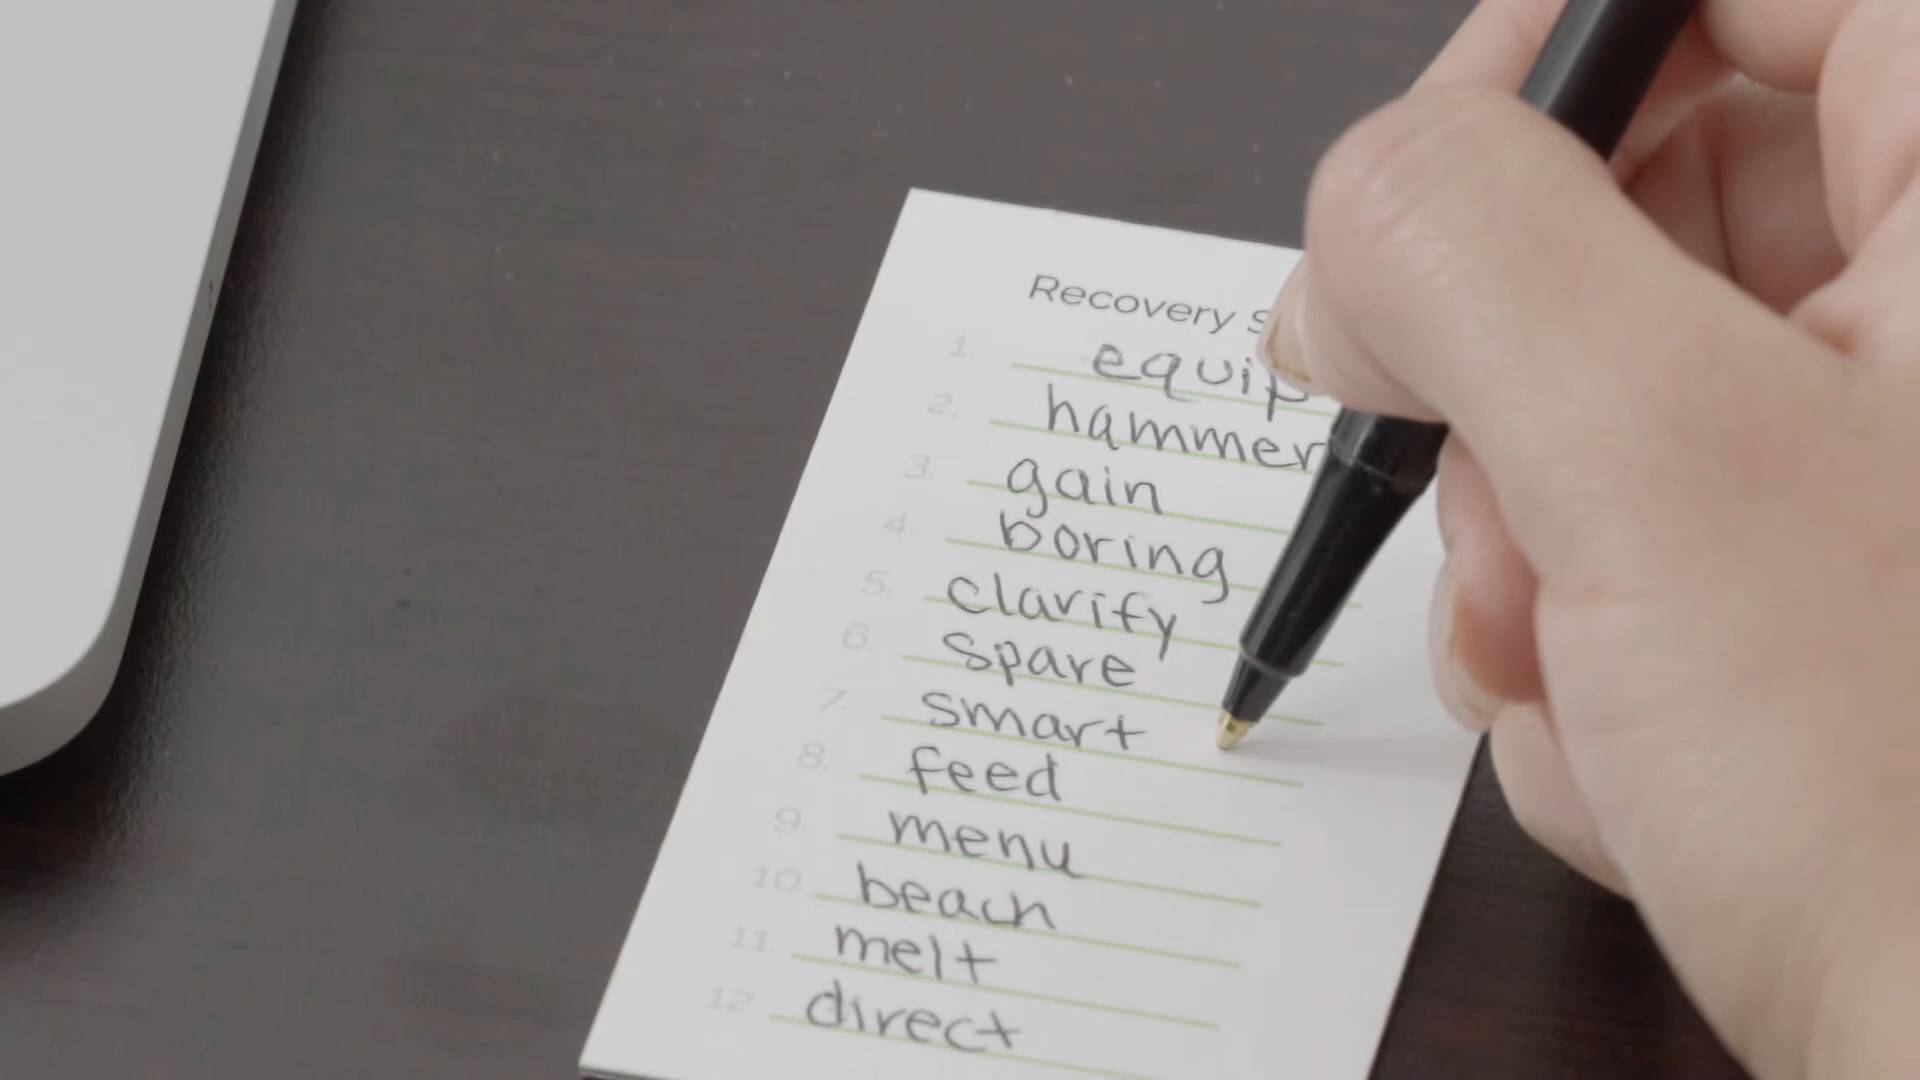 Recovery
1. equip
2. hammer
3. gain
4. boring
5. clarify
6. spare
7. smart
8. feed
9. menu
10. beach
11. melt
12. direct